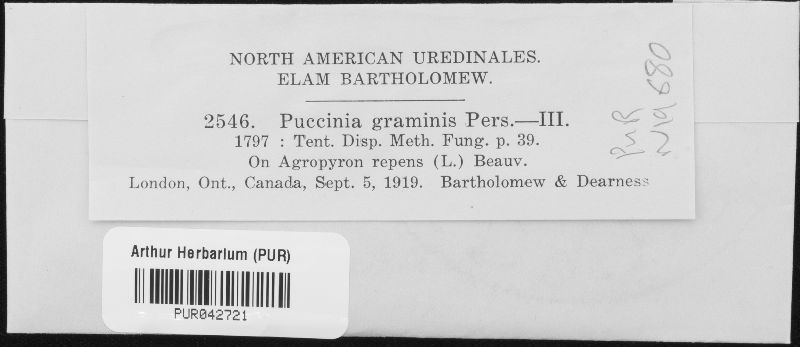 NORTH AMERICAN UREDINALES.
ELAM BARTHOLOMEW.
2546. Puccinia graminis Pers.—III.
1797 : Tent. Disp. Meth. Fung. p. 39.
On Agropyron repens (L.) Beauv.
London, Ont., Canada, Sept. 5, 1919. Bartholomew & Dearness
PUR
N19680
Arthur Herbarium (PUR)
PUR042721